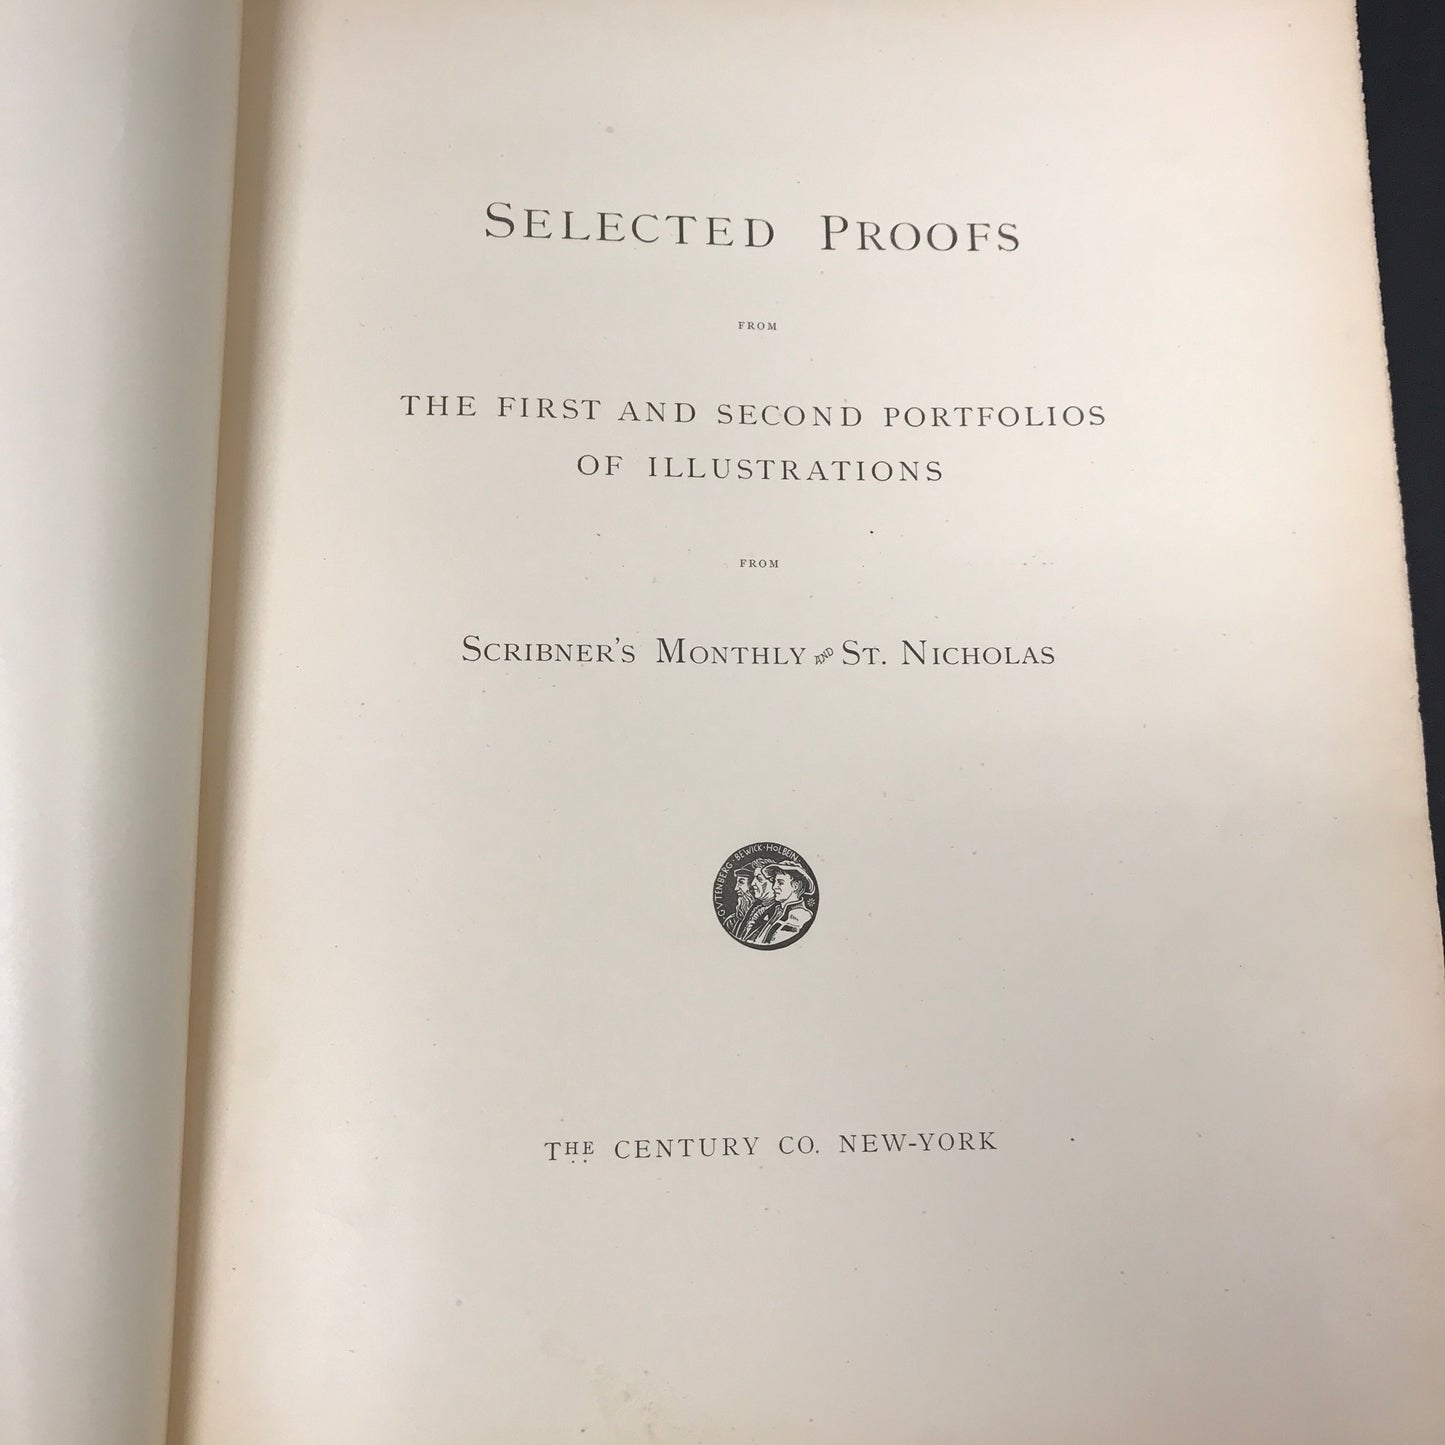 SELECTED PROOFS
FROM
THE FIRST AND SECOND PORTFOLIOS
OF ILLUSTRATIONS
FROM
SCRIBNER'S MONTHLY AND ST. NICHOLAS
GVTENBERG · BEWICK · HOLBEIN
THE CENTURY CO. NEW-YORK